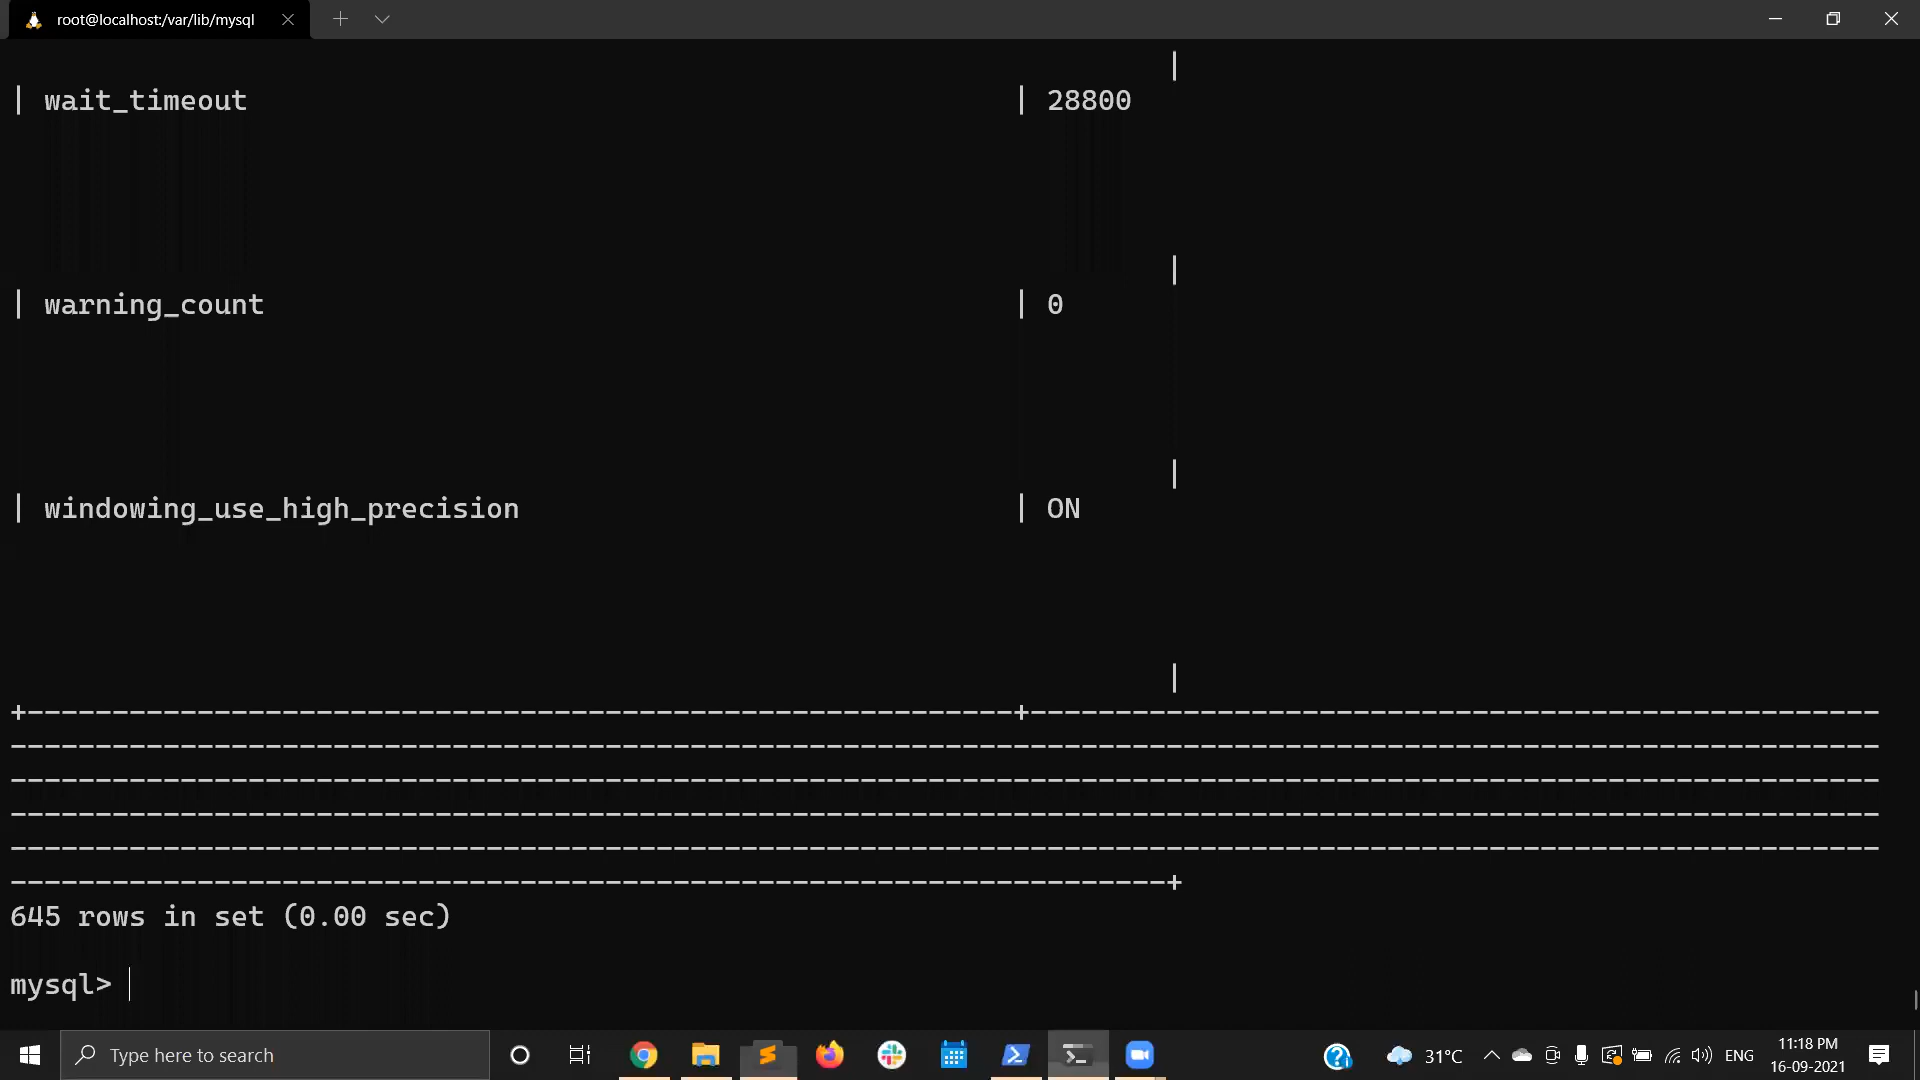 root@localhost:/var/lib/mysql
|
| wait_timeout | 28800
|
| warning_count | 0
|
| windowing_use_high_precision | ON
|
+-----------------------------------------------------------+--------------------------------------------------
--------------------------------------------------------------------------------------------------------------
--------------------------------------------------------------------------------------------------------------
--------------------------------------------------------------------------------------------------------------
--------------------------------------------------------------------------------------------------------------
--------------------------------------------------------------------+
645 rows in set (0.00 sec)
mysql>
Type here to search
31°C
ENG
11:18 PM
16-09-2021